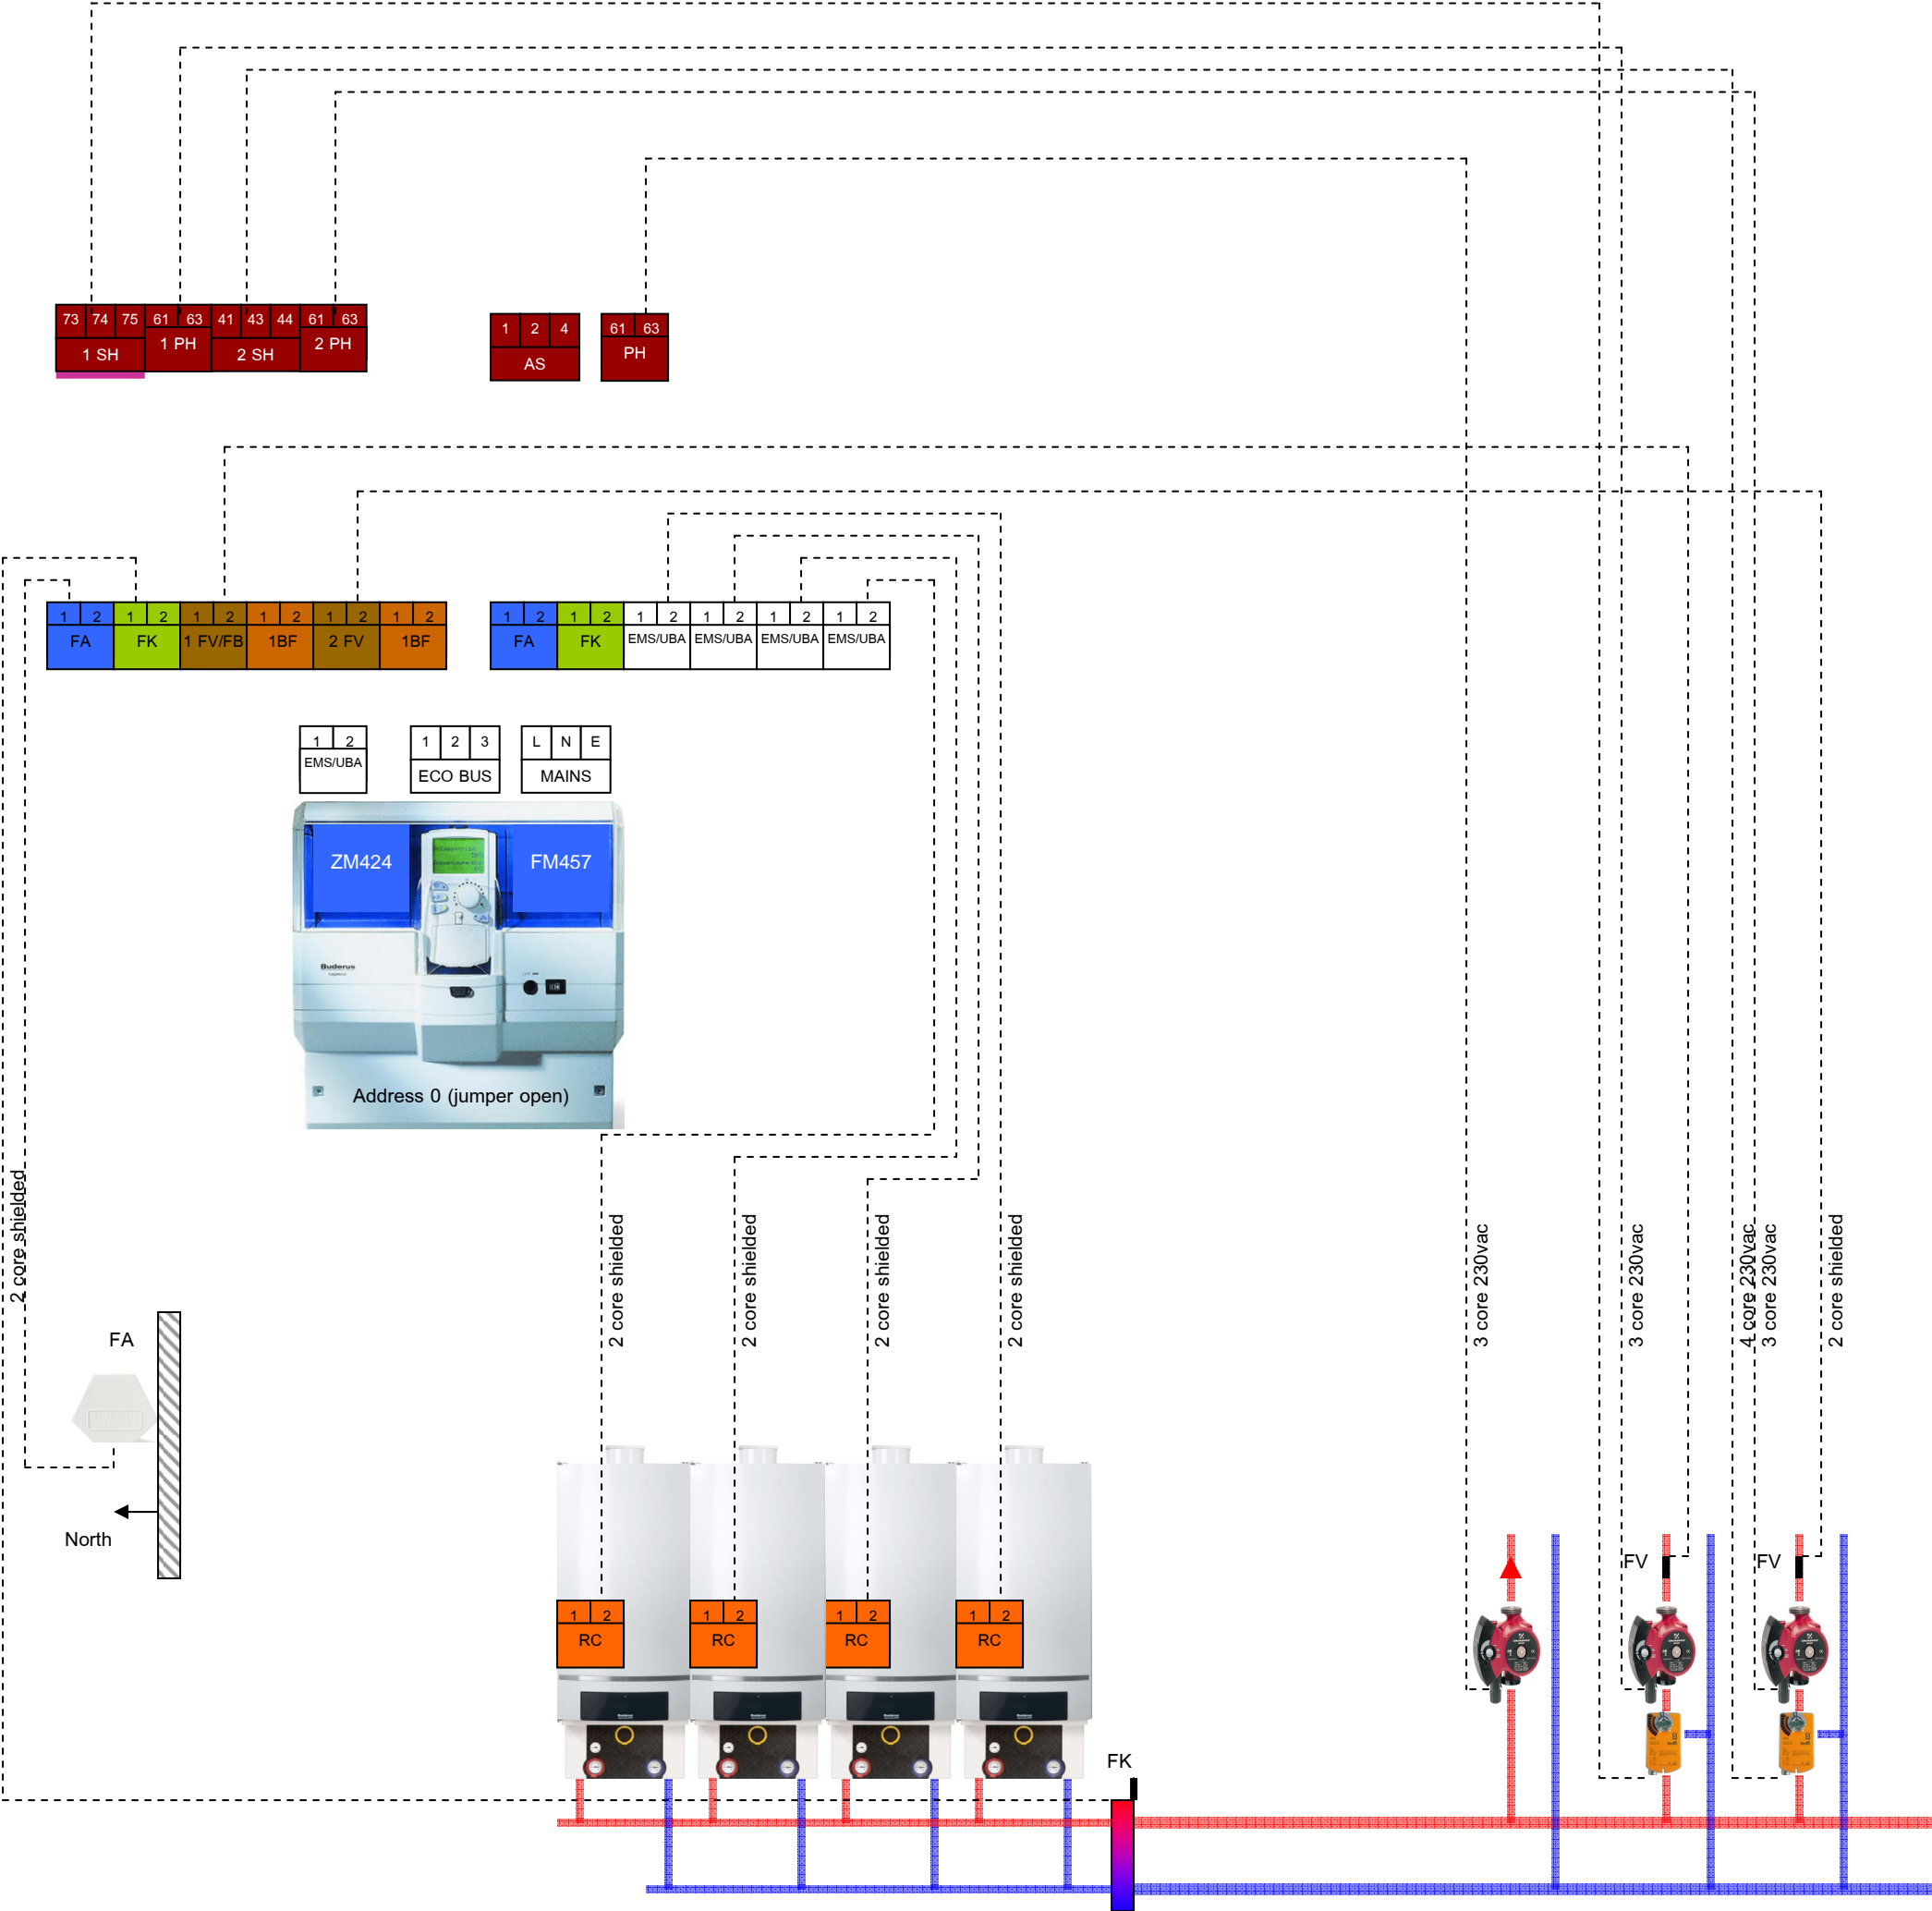 73 74 75 61 63 41 43 44 61 63
1 SH 1 PH 2 SH 2 PH
1 2 4 61 63
AS PH
1 2 1 2 1 2 1 2 1 2 1 2
FA FK 1 FV/FB 1BF 2 FV 1BF
1 2 1 2 1 2 1 2 1 2 1 2
FA FK EMS/UBA EMS/UBA EMS/UBA EMS/UBA
1 2 1 2 3 L N E
EMS/UBA ECO BUS MAINS
ZM424 FM457
Buderus
Address 0 (jumper open)
2 core shielded
2 core shielded
2 core shielded
2 core shielded
2 core shielded
3 core 230vac
3 core 230vac
4 core 230vac
3 core 230vac
2 core shielded
FA
North
FV FV
1 2 1 2 1 2 1 2
RC RC RC RC
Buderus Buderus Buderus Buderus
FK